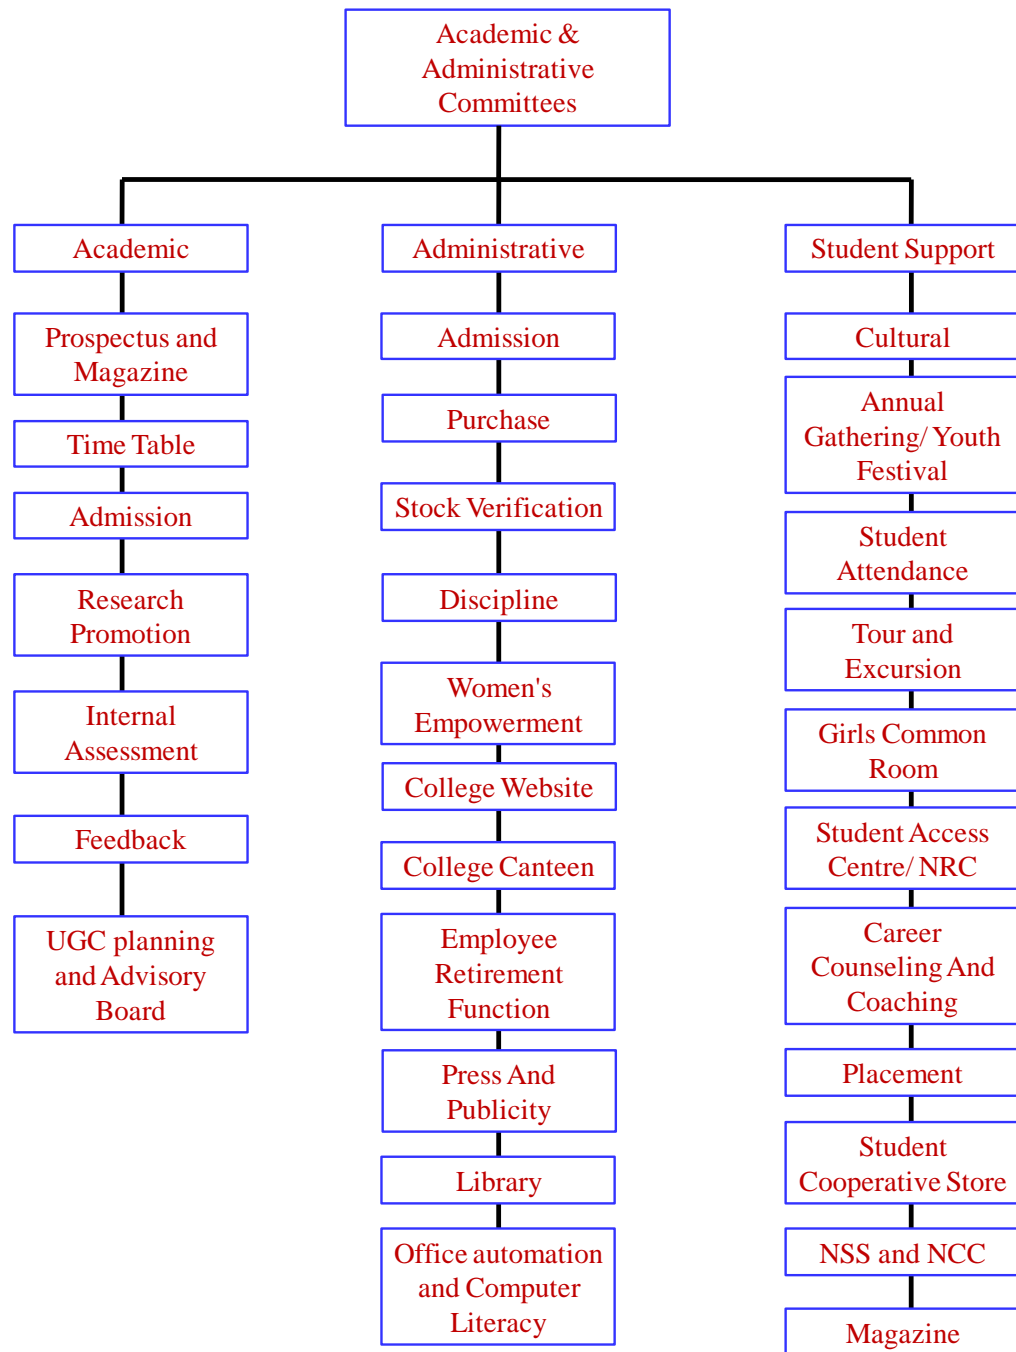 Academic &
Administrative
Committees
Academic
Prospectus and
Magazine
Time Table
Admission
Research
Promotion
Internal
Assessment
Feedback
UGC planning
and Advisory
Board
Administrative
Admission
Purchase
Stock Verification
Discipline
Women's
Empowerment
College Website
College Canteen
Employee
Retirement
Function
Press And
Publicity
Library
Office automation
and Computer
Literacy
Student Support
Cultural
Annual
Gathering/ Youth
Festival
Student
Attendance
Tour and
Excursion
Girls Common
Room
Student Access
Centre/ NRC
Career
Counseling And
Coaching
Placement
Student
Cooperative Store
NSS and NCC
Magazine